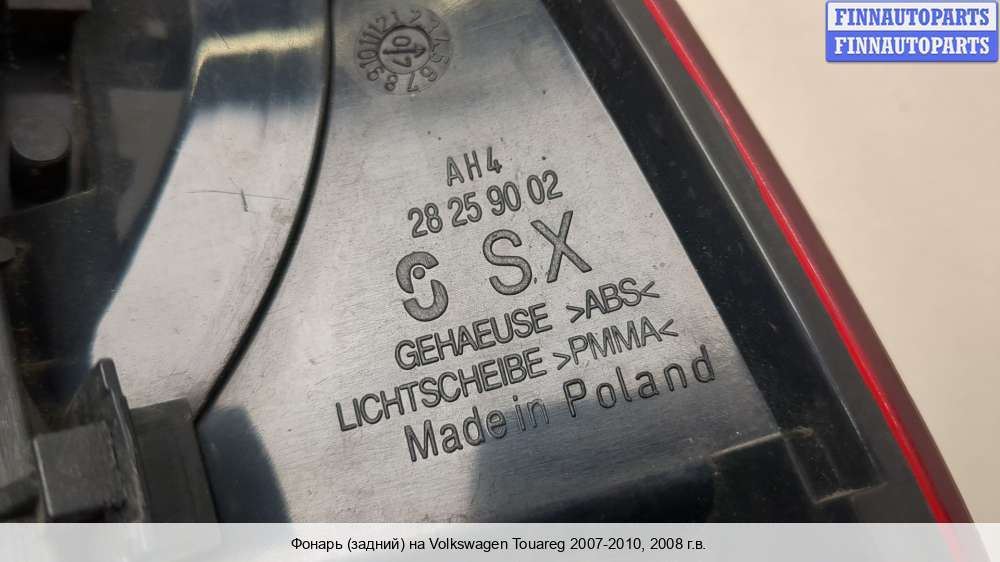 FINNAUTOPARTS
FINNAUTOPARTS
07
AH4
28 25 90 02
S.X
GEHAEUSE >ABS<
LICHTSCHEIBE >PMMA<
Made in Poland
Фонарь (задний) на Volkswagen Touareg 2007-2010, 2008 г.в.